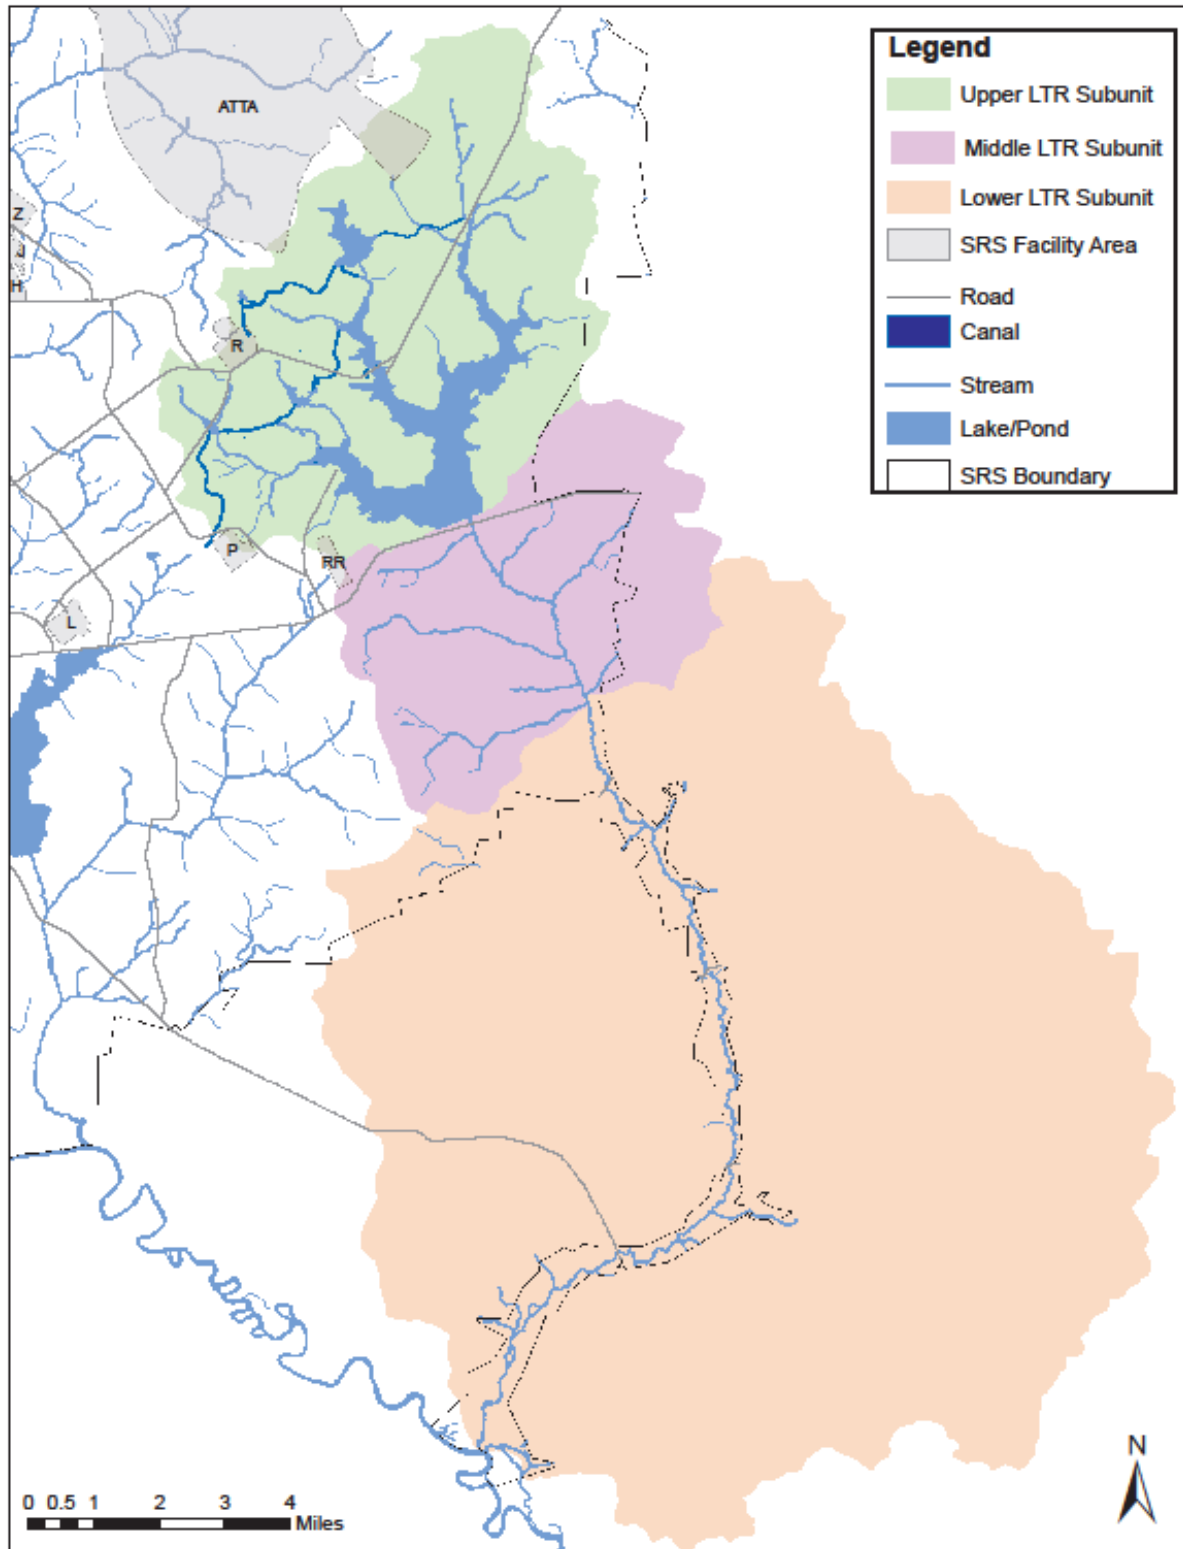 Legend
Upper LTR Subunit
Middle LTR Subunit
Lower LTR Subunit
SRS Facility Area
Road
Canal
Stream
Lake/Pond
SRS Boundary
ATTA
Z
J
H
R
P
RR
L
N
0 0.5 1 2 3 4
Miles